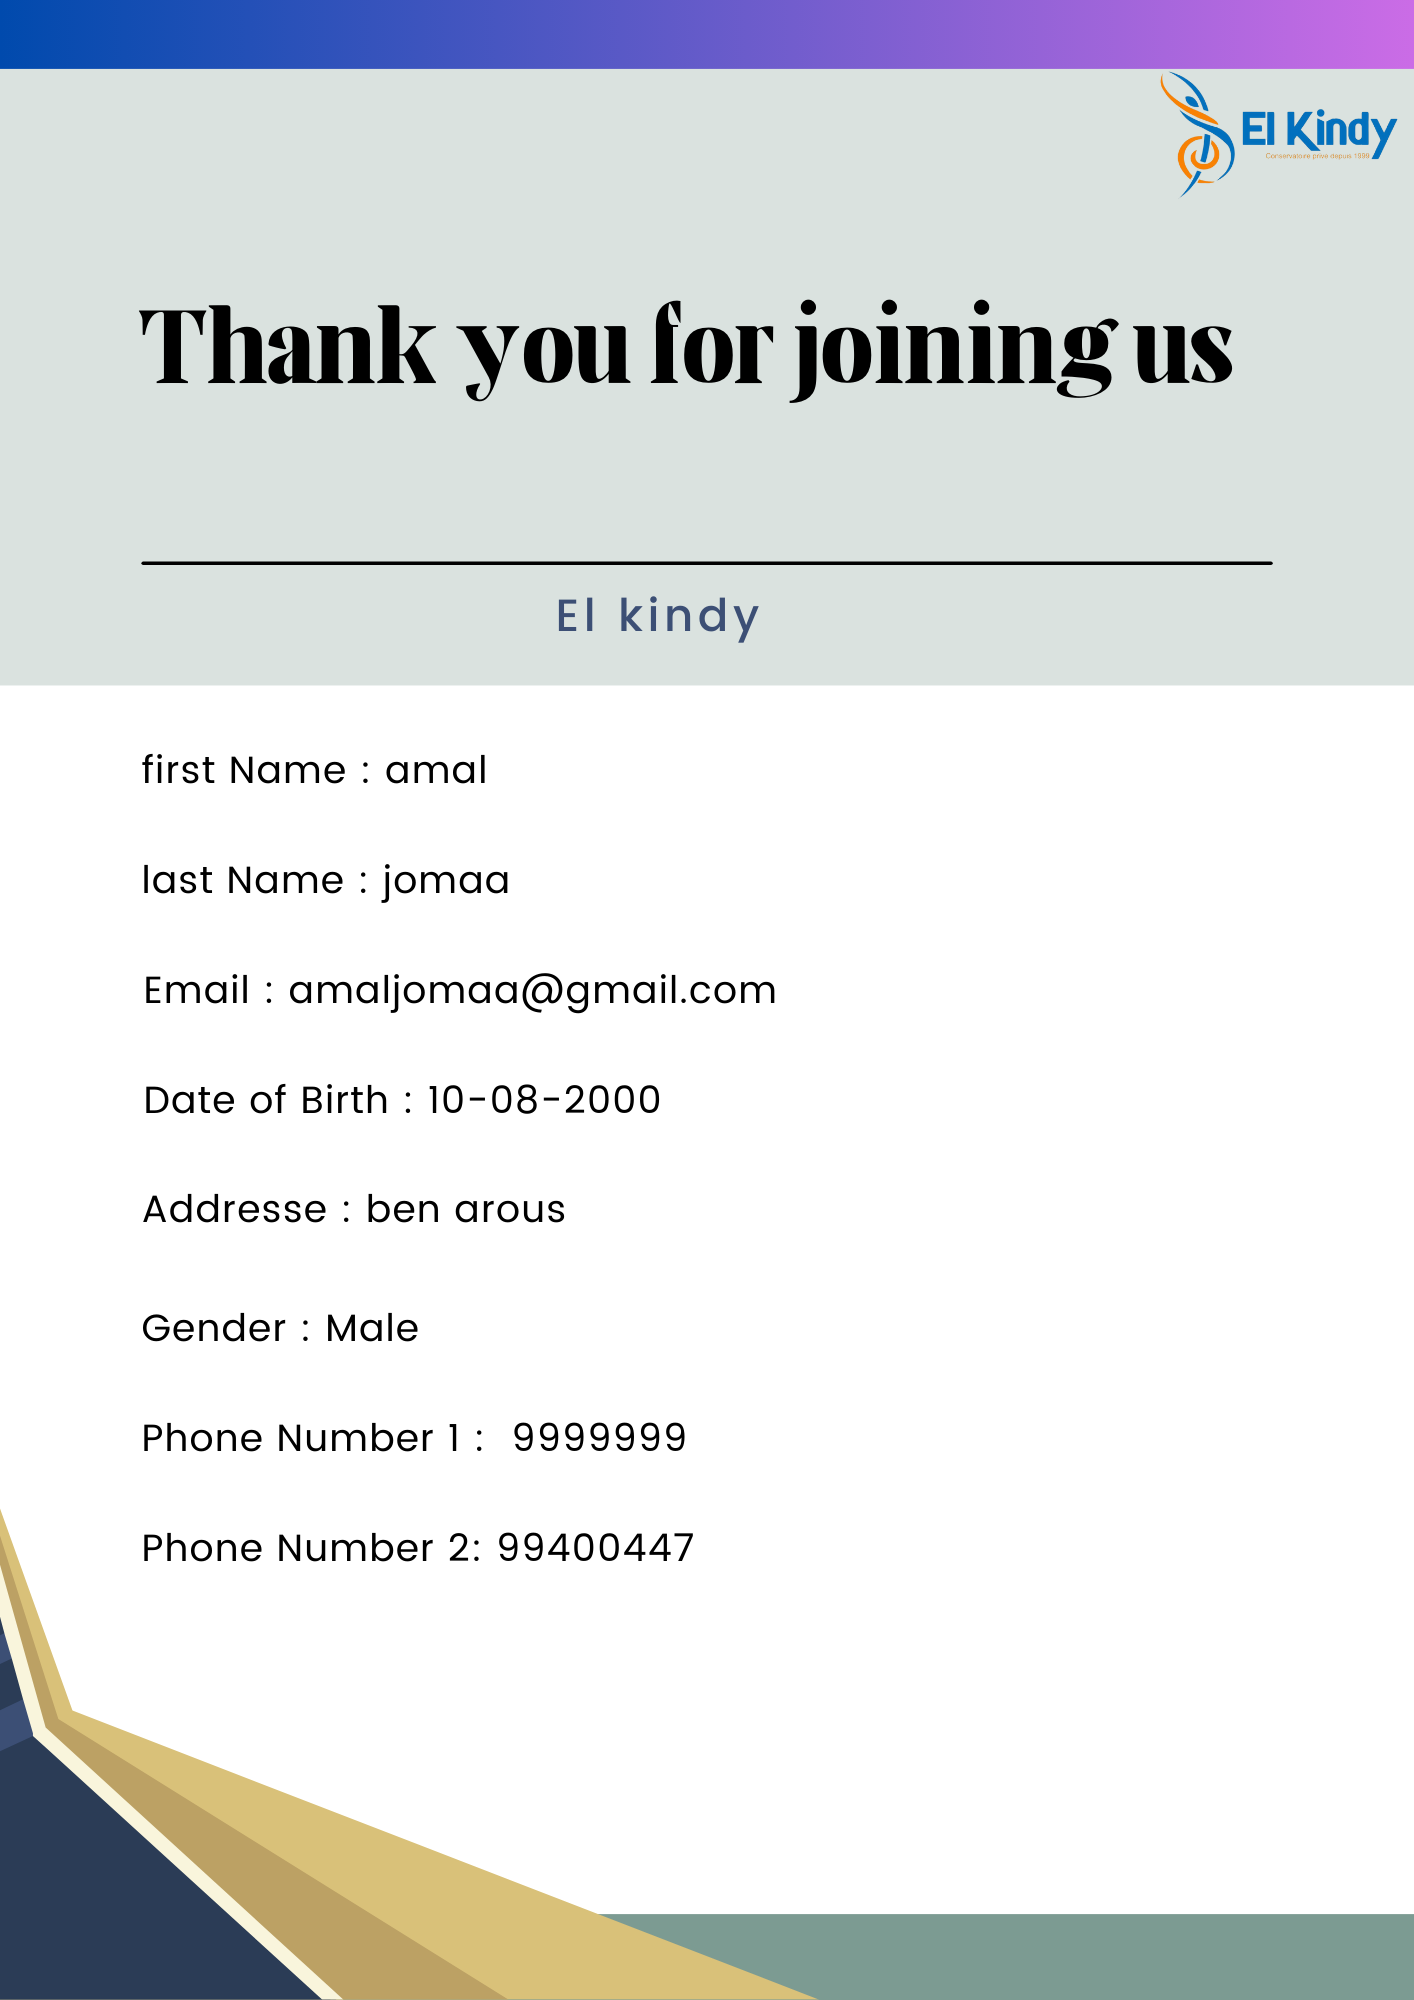 El Kindy
Conservatoire privé depuis 1998
Thank you for joining us
El kindy
first Name : amal
last Name : jomaa
Email : amaljomaa@gmail.com
Date of Birth : 10-08-2000
Addresse : ben arous
Gender : Male
Phone Number 1 : 9999999
Phone Number 2: 99400447